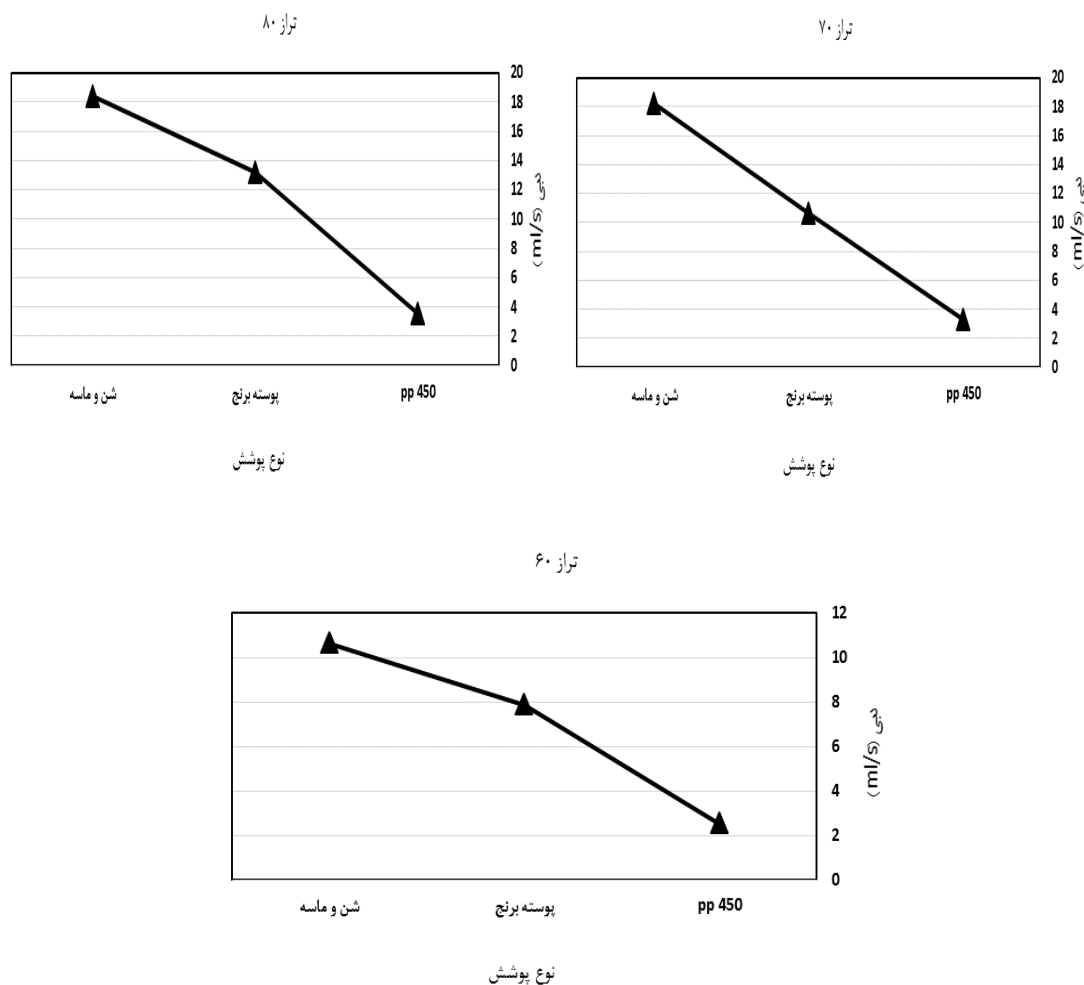 تراز ۷۰
20
18
16
14
12
10
8
6
4
2
0
دبی (ml/s)
pp 450 پوسته برنج شن و ماسه
نوع پوشش
تراز ۸۰
20
18
16
14
12
10
8
6
4
2
0
دبی (ml/s)
pp 450 پوسته برنج شن و ماسه
نوع پوشش
تراز ۶۰
12
10
8
6
4
2
0
دبی (ml/s)
pp 450 پوسته برنج شن و ماسه
نوع پوشش